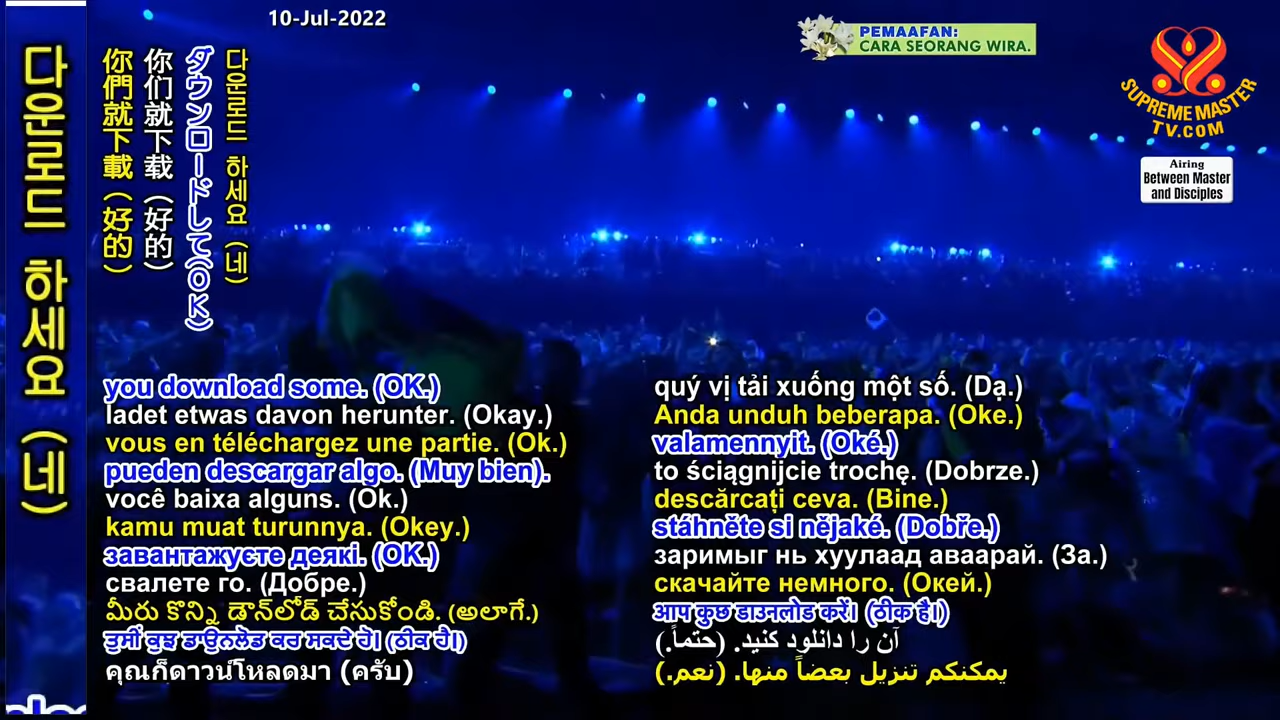 10-Jul-2022
PEMAAFAN:
CARA SEORANG WIRA.
SUPREME MASTER
TV.COM
Airing
Between Master
and Disciples
다운로드 하세요 (네)
你們就下載 (好的)
你们就下载 (好的)
ダウンロードして(OK)
다운로드 하세요 (네)
you download some. (OK.)
ladet etwas davon herunter. (Okay.)
vous en téléchargez une partie. (Ok.)
pueden descargar algo. (Muy bien).
você baixa alguns. (Ok.)
kamu muat turunnya. (Okey.)
завантажуєте деякі. (OK.)
свалете го. (Добре.)
మీరు కొన్ని డౌన్‌లోడ్ చేసుకోండి. (అలాగే.)
ਤੁਸੀਂ ਕੁਝ ਡਾਊਨਲੋਡ ਕਰ ਸਕਦੇ ਹੋ। (ਠੀਕ ਹੈ।)
คุณก็ดาวน์โหลดมา (ครับ)
quý vị tải xuống một số. (Dạ.)
Anda unduh beberapa. (Oke.)
valamennyit. (Oké.)
to ściągnijcie trochę. (Dobrze.)
descărcați ceva. (Bine.)
stáhněte si nějaké. (Dobře.)
заримыг нь хуулаад аваарай. (За.)
скачайте немного. (Окей.)
आप कुछ डाउनलोड करें। (ठीक है।)
آن را دانلود کنید. (حتماً.)
يمكنكم تنزيل بعضاً منها. (نعم.)